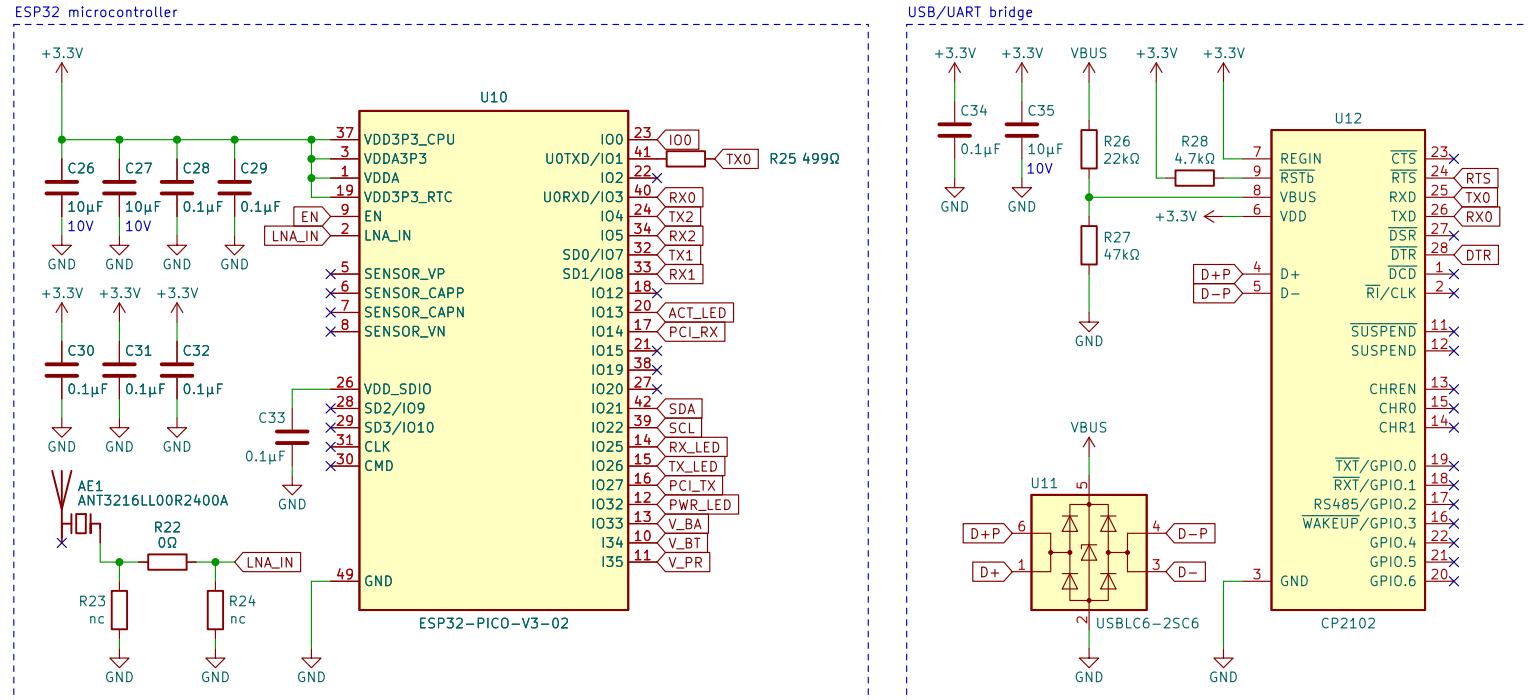 ESP32 microcontroller
+3.3V
U10
37 VDD3P3_CPU
3 VDDA3P3
1 VDDA
19 VDD3P3_RTC
EN 9 EN
LNA_IN 2 LNA_IN
5 SENSOR_VP
6 SENSOR_CAPP
7 SENSOR_CAPN
8 SENSOR_VN
26 VDD_SDIO
28 SD2/IO9
29 SD3/IO10
31 CLK
30 CMD
49 GND
IO0 23 IO0
U0TXD/IO1 41 TX0 R25 499Ω
IO2 22
U0RXD/IO3 40 RX0
IO4 24 TX2
IO5 34 RX2
SD0/IO7 32 TX1
SD1/IO8 33 RX1
IO12 18
IO13 20 ACT_LED
IO14 17 PCI_RX
IO15 21
IO19 38
IO20 27
IO21 42 SDA
IO22 39 SCL
IO25 14 RX_LED
IO26 15 TX_LED
IO27 16 PCI_TX
IO32 12 PWR_LED
IO33 13 V_BA
I34 10 V_BT
I35 11 V_PR
ESP32-PICO-V3-02
C26 C27 C28 C29
10µF 10µF 0.1µF 0.1µF
10V 10V
GND GND GND GND
+3.3V +3.3V +3.3V
C30 C31 C32
0.1µF 0.1µF 0.1µF
GND GND GND
C33
0.1µF
GND
AE1
ANT3216LL00R2400A
R22
0Ω
LNA_IN
R23
nc
R24
nc
GND GND GND
USB/UART bridge
+3.3V +3.3V VBUS +3.3V +3.3V
C34
0.1µF
GND
C35
10µF
10V
GND
R26
22kΩ
R28
4.7kΩ
R27
47kΩ
GND
U12
7 REGIN
9 RSTb
8 VBUS
+3.3V 6 VDD
D+P 4 D+
D-P 5 D-
3 GND
CTS 23
RTS 24 RTS
RXD 25 TX0
TXD 26 RX0
DSR 27
DTR 28 DTR
DCD 1
RI/CLK 2
SUSPEND 11
SUSPEND 12
CHREN 13
CHR0 15
CHR1 14
TXT/GPIO.0 19
RXT/GPIO.1 18
RS485/GPIO.2 17
WAKEUP/GPIO.3 16
GPIO.4 22
GPIO.5 21
GPIO.6 20
CP2102
VBUS
U11
5
D+P 6 4 D-P
D+ 1 3 D-
2
USBLC6-2SC6
GND
GND